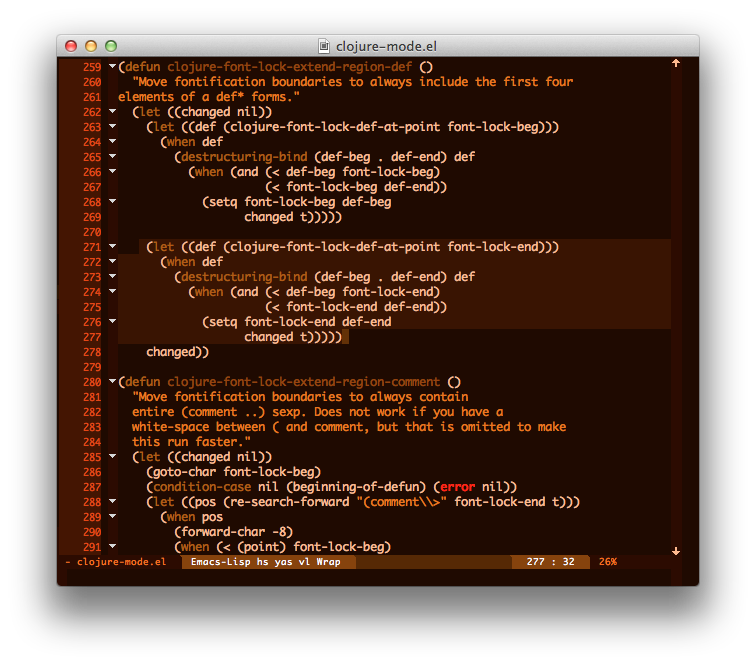 clojure-mode.el
259 (defun clojure-font-lock-extend-region-def ()
260   "Move fontification boundaries to always include the first four
261 elements of a def* forms."
262   (let ((changed nil))
263     (let ((def (clojure-font-lock-def-at-point font-lock-beg)))
264       (when def
265         (destructuring-bind (def-beg . def-end) def
266           (when (and (< def-beg font-lock-beg)
267                      (< font-lock-beg def-end))
268             (setq font-lock-beg def-beg
269                   changed t)))))
270
271     (let ((def (clojure-font-lock-def-at-point font-lock-end)))
272       (when def
273         (destructuring-bind (def-beg . def-end) def
274           (when (and (< def-beg font-lock-end)
275                      (< font-lock-end def-end))
276             (setq font-lock-end def-end
277                   changed t)))))
278     changed))
279
280 (defun clojure-font-lock-extend-region-comment ()
281   "Move fontification boundaries to always contain
282   entire (comment ..) sexp. Does not work if you have a
283   white-space between ( and comment, but that is omitted to make
284   this run faster."
285   (let ((changed nil))
286     (goto-char font-lock-beg)
287     (condition-case nil (beginning-of-defun) (error nil))
288     (let ((pos (re-search-forward "(comment\\>" font-lock-end t)))
289       (when pos
290         (forward-char -8)
291         (when (< (point) font-lock-beg)
- clojure-mode.el   Emacs-Lisp hs yas vl Wrap   277 : 32   26%